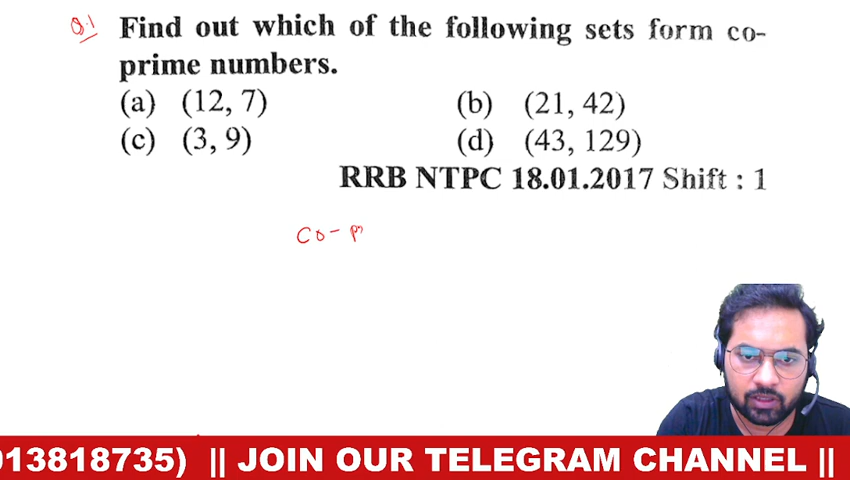 Q.1 Find out which of the following sets form co-
prime numbers.
(a) (12, 7) (b) (21, 42)
(c) (3, 9) (d) (43, 129)
RRB NTPC 18.01.2017 Shift : 1
co-p
013818735) || JOIN OUR TELEGRAM CHANNEL ||